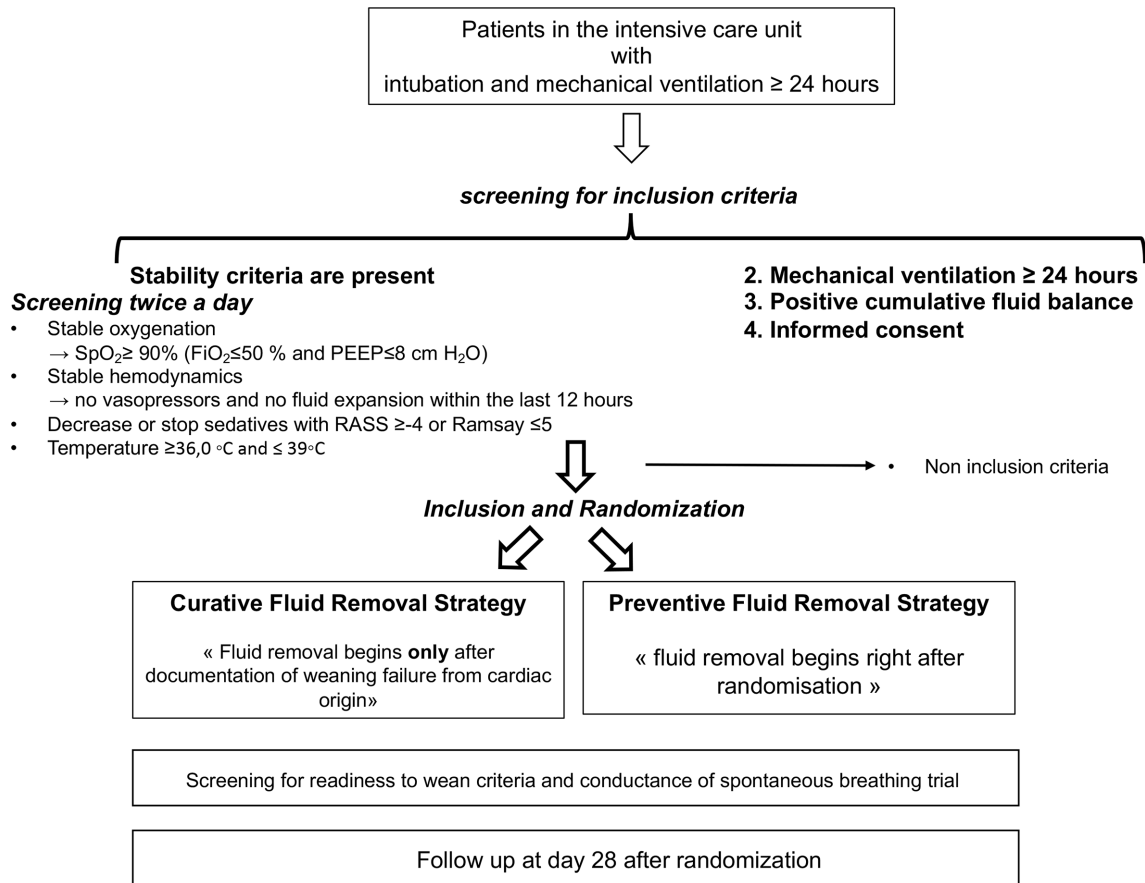 Patients in the intensive care unit
with
intubation and mechanical ventilation ≥ 24 hours
screening for inclusion criteria
Stability criteria are present
Screening twice a day
• Stable oxygenation
→ SpO₂≥ 90% (FiO₂≤50 % and PEEP≤8 cm H₂O)
• Stable hemodynamics
→ no vasopressors and no fluid expansion within the last 12 hours
• Decrease or stop sedatives with RASS ≥-4 or Ramsay ≤5
• Temperature ≥36,0 ◦C and ≤ 39◦C
2. Mechanical ventilation ≥ 24 hours
3. Positive cumulative fluid balance
4. Informed consent
• Non inclusion criteria
Inclusion and Randomization
Curative Fluid Removal Strategy
« Fluid removal begins only after
documentation of weaning failure from cardiac
origin»
Preventive Fluid Removal Strategy
« fluid removal begins right after
randomisation »
Screening for readiness to wean criteria and conductance of spontaneous breathing trial
Follow up at day 28 after randomization